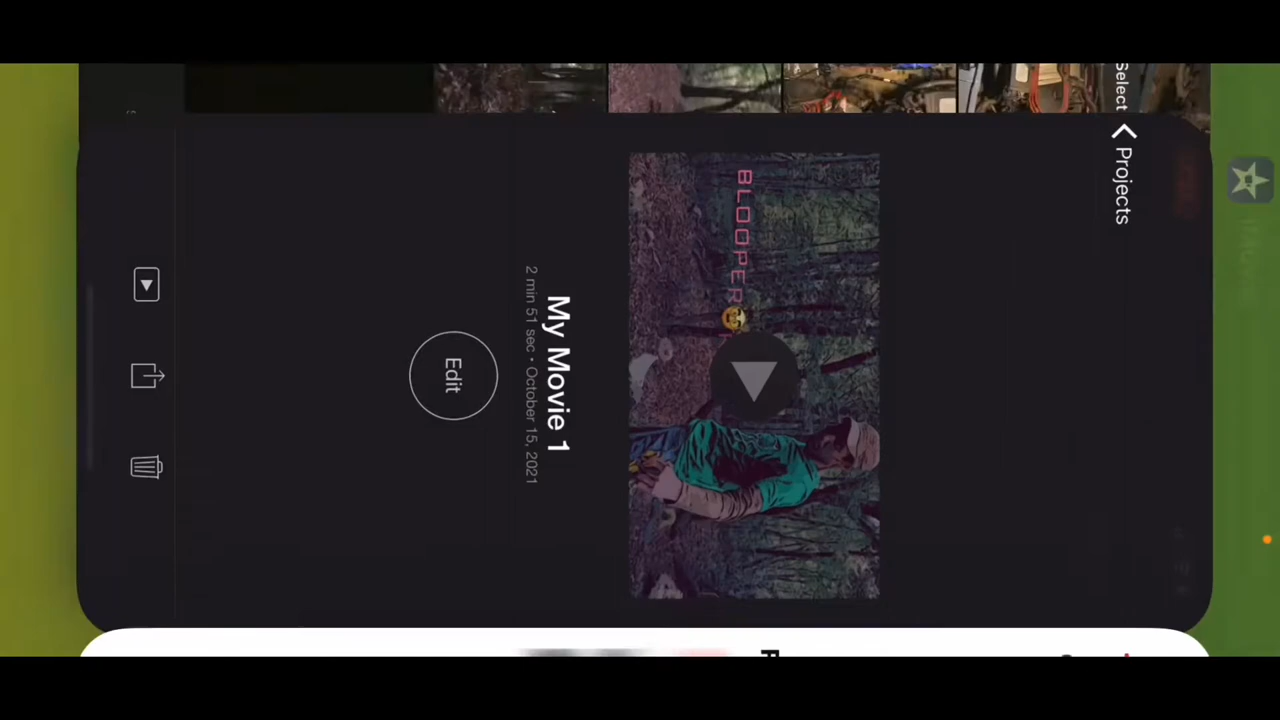 Select
Projects
BLOOPER
My Movie 1
2 min 51 sec • October 15, 2021
Edit